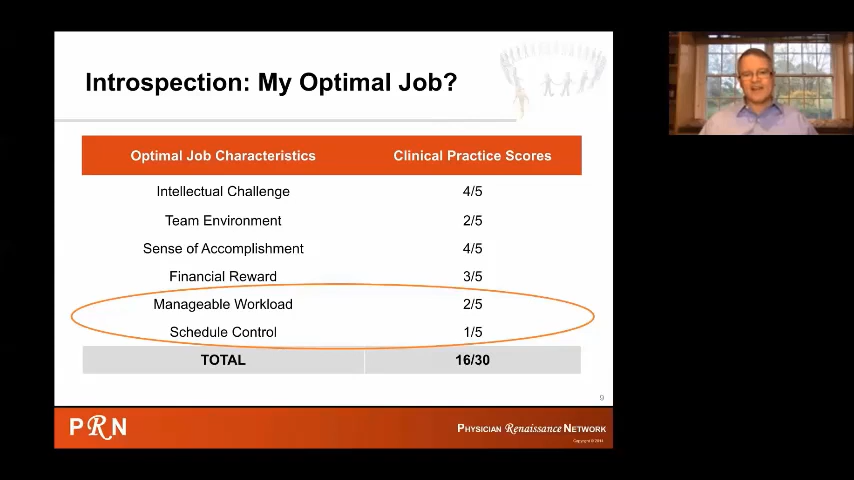 Introspection: My Optimal Job?
Optimal Job Characteristics Clinical Practice Scores
Intellectual Challenge 4/5
Team Environment 2/5
Sense of Accomplishment 4/5
Financial Reward 3/5
Manageable Workload 2/5
Schedule Control 1/5
TOTAL 16/30
9
PRN
PHYSICIAN Renaissance NETWORK